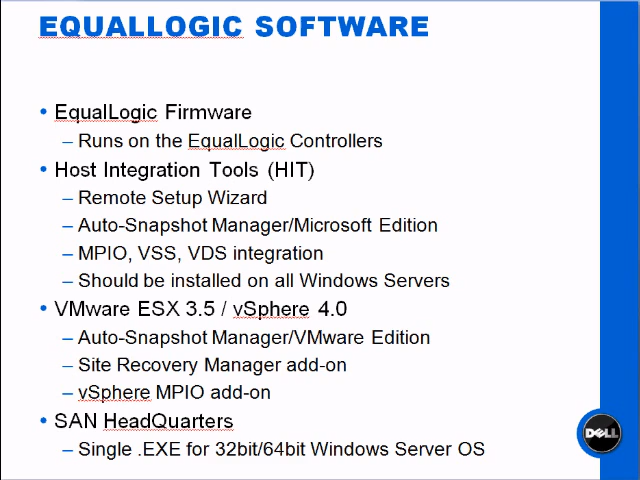 EQUALLOGIC SOFTWARE
• EqualLogic Firmware
– Runs on the EqualLogic Controllers
• Host Integration Tools (HIT)
– Remote Setup Wizard
– Auto-Snapshot Manager/Microsoft Edition
– MPIO, VSS, VDS integration
– Should be installed on all Windows Servers
• VMware ESX 3.5 / vSphere 4.0
– Auto-Snapshot Manager/VMware Edition
– Site Recovery Manager add-on
– vSphere MPIO add-on
• SAN HeadQuarters
– Single .EXE for 32bit/64bit Windows Server OS
DELL